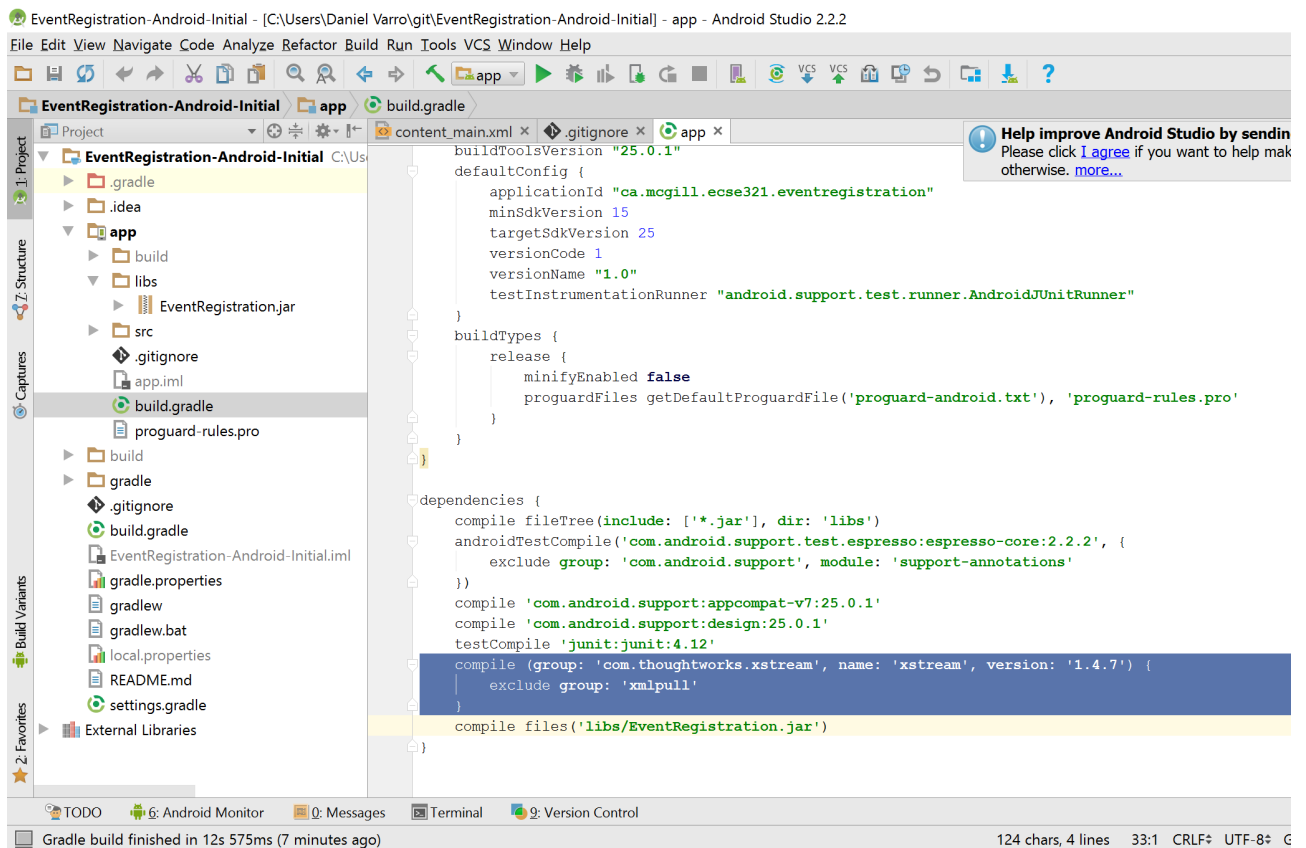 EventRegistration-Android-Initial - [C:\Users\Daniel Varro\git\EventRegistration-Android-Initial] - app - Android Studio 2.2.2
File Edit View Navigate Code Analyze Refactor Build Run Tools VCS Window Help
app
VCS VCS
EventRegistration-Android-Initial app build.gradle
Project
content_main.xml .gitignore app
1: Project
Z: Structure
Captures
Build Variants
2: Favorites
EventRegistration-Android-Initial C:\Us
.gradle
.idea
app
build
libs
EventRegistration.jar
src
.gitignore
app.iml
build.gradle
proguard-rules.pro
build
gradle
.gitignore
build.gradle
EventRegistration-Android-Initial.iml
gradle.properties
gradlew
gradlew.bat
local.properties
README.md
settings.gradle
External Libraries
buildToolsVersion "25.0.1"
defaultConfig {
applicationId "ca.mcgill.ecse321.eventregistration"
minSdkVersion 15
targetSdkVersion 25
versionCode 1
versionName "1.0"
testInstrumentationRunner "android.support.test.runner.AndroidJUnitRunner"
}
buildTypes {
release {
minifyEnabled false
proguardFiles getDefaultProguardFile('proguard-android.txt'), 'proguard-rules.pro'
}
}
}
dependencies {
compile fileTree(include: ['*.jar'], dir: 'libs')
androidTestCompile('com.android.support.test.espresso:espresso-core:2.2.2', {
exclude group: 'com.android.support', module: 'support-annotations'
})
compile 'com.android.support:appcompat-v7:25.0.1'
compile 'com.android.support:design:25.0.1'
testCompile 'junit:junit:4.12'
compile (group: 'com.thoughtworks.xstream', name: 'xstream', version: '1.4.7') {
exclude group: 'xmlpull'
}
compile files('libs/EventRegistration.jar')
}
Help improve Android Studio by sending
Please click I agree if you want to help mak
otherwise. more...
TODO 6: Android Monitor 0: Messages Terminal 9: Version Control
Gradle build finished in 12s 575ms (7 minutes ago) 124 chars, 4 lines 33:1 CRLF UTF-8